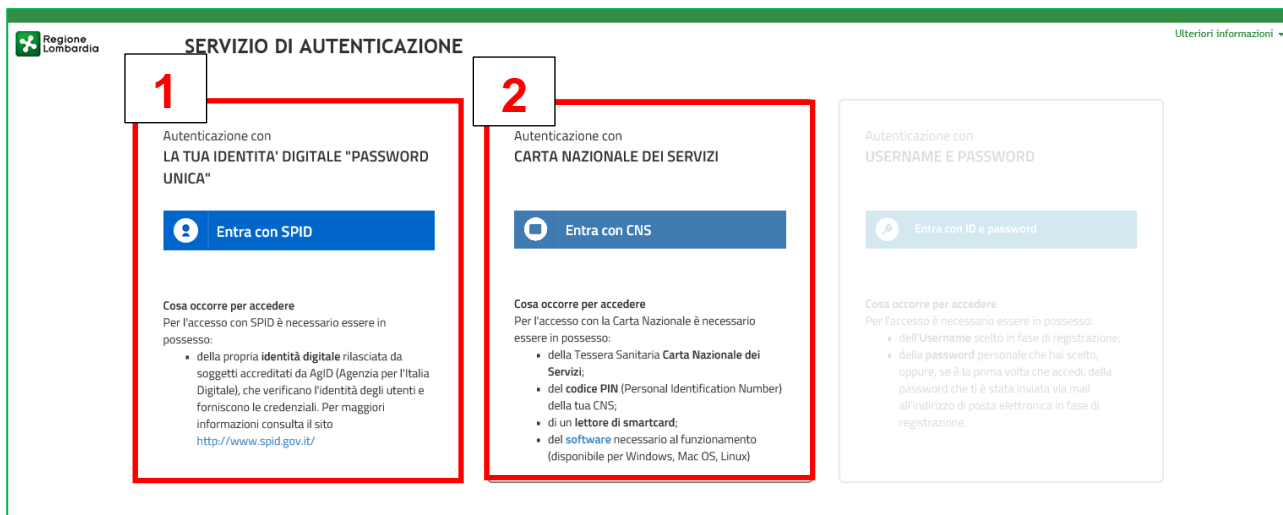 Regione
Lombardia
SERVIZIO DI AUTENTICAZIONE
Ulteriori informazioni
1
Autenticazione con
LA TUA IDENTITA' DIGITALE "PASSWORD
UNICA"
Entra con SPID
Cosa occorre per accedere
Per l'accesso con SPID è necessario essere in
possesso:
▪ della propria identità digitale rilasciata da
soggetti accreditati da AgID (Agenzia per l'Italia
Digitale), che verificano l'identità degli utenti e
forniscono le credenziali. Per maggiori
informazioni consulta il sito
http://www.spid.gov.it/
2
Autenticazione con
CARTA NAZIONALE DEI SERVIZI
Entra con CNS
Cosa occorre per accedere
Per l'accesso con la Carta Nazionale è necessario
essere in possesso:
▪ della Tessera Sanitaria Carta Nazionale dei
Servizi;
▪ del codice PIN (Personal Identification Number)
della tua CNS;
▪ di un lettore di smartcard;
▪ del software necessario al funzionamento
(disponibile per Windows, Mac OS, Linux)
Autenticazione con
USERNAME E PASSWORD
Entra con ID e password
Cosa occorre per accedere
Per l'accesso è necessario essere in possesso:
▪ dell'Username scelto in fase di registrazione;
▪ della password personale che hai scelto,
oppure, se è la prima volta che accedi, della
password che ti è stata inviata via mail
all'indirizzo di posta elettronica in fase di
registrazione.